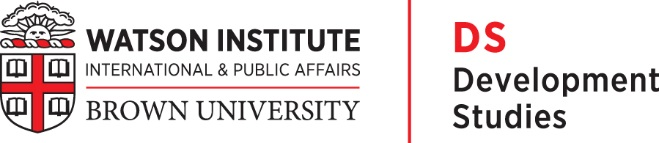 WATSON INSTITUTE
INTERNATIONAL & PUBLIC AFFAIRS
BROWN UNIVERSITY
DS
Development
Studies